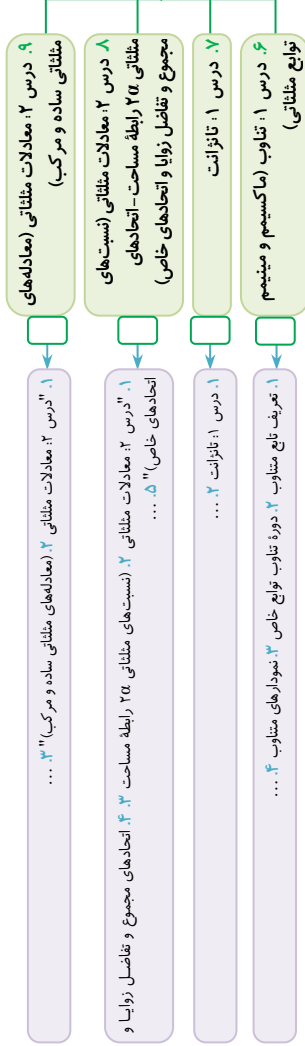 ۶. درس ۱: تناوب (ماکسیمم و مینیمم
توابع مثلثاتی)
۱. تعریف تابع متناوب ۲. دورهٔ تناوب توابع خاص ۳. نمودارهای متناوب ۴. ...
۷. درس ۱: تانژانت
۱. درس ۱: تانژانت ۲. ...
۸. درس ۲: معادلات مثلثاتی (نسبت‌های
مثلثاتی ۲α رابطهٔ مساحت-اتحادهای
مجموع و تفاضل زوایا و اتحادهای خاص)
۱. "درس ۲: معادلات مثلثاتی ۲. (نسبت‌های مثلثاتی ۲α رابطهٔ مساحت ۳. ۴. اتحادهای مجموع و تفاضل زوایا و
اتحادهای خاص)" ۵. ...
۹. درس ۲: معادلات مثلثاتی (معادله‌های
مثلثاتی ساده و مرکب)
۱. "درس ۲: معادلات مثلثاتی ۲. (معادله‌های مثلثاتی ساده و مرکب)" ۳. ...